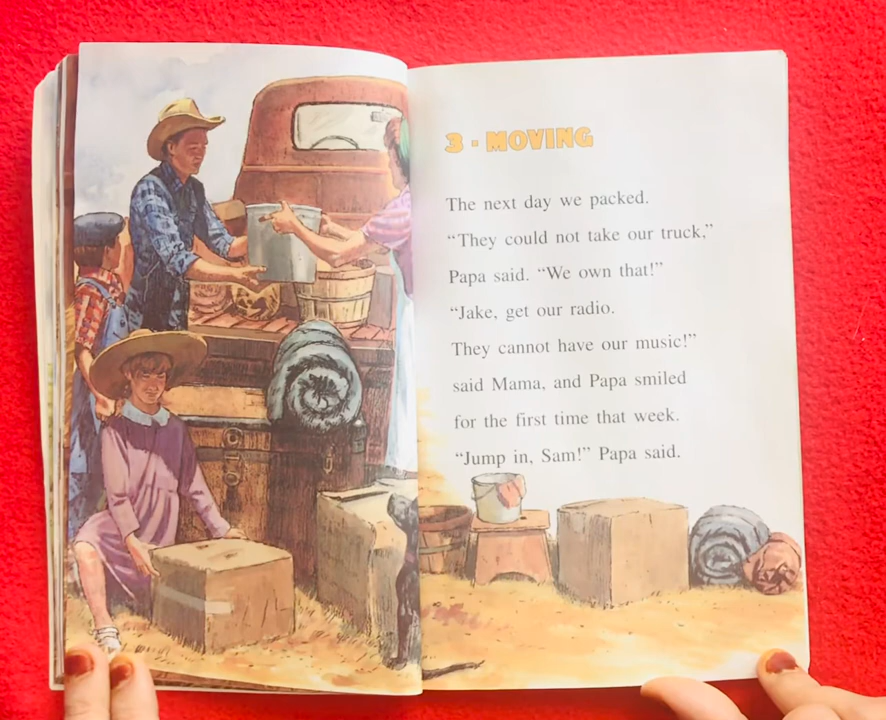 3 · MOVING
The next day we packed.
“They could not take our truck,”
Papa said. “We own that!”
“Jake, get our radio.
They cannot have our music!”
said Mama, and Papa smiled
for the first time that week.
“Jump in, Sam!” Papa said.